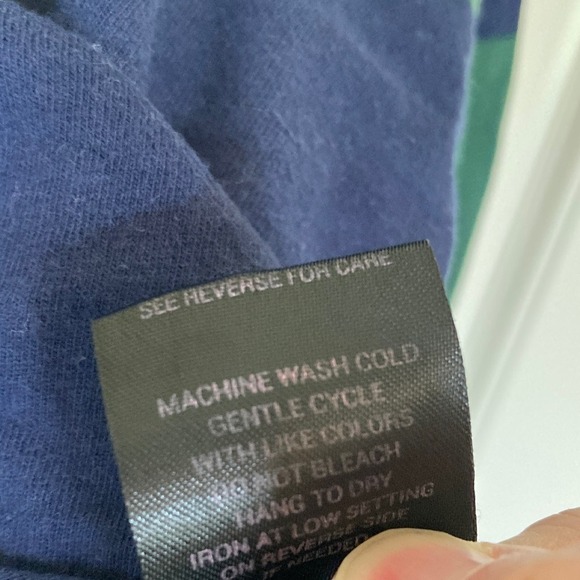 SEE REVERSE FOR CARE
MACHINE WASH COLD
GENTLE CYCLE
WITH LIKE COLORS
DO NOT BLEACH
HANG TO DRY
IRON AT LOW SETTING
ON REVERSE SIDE
IF NEEDED